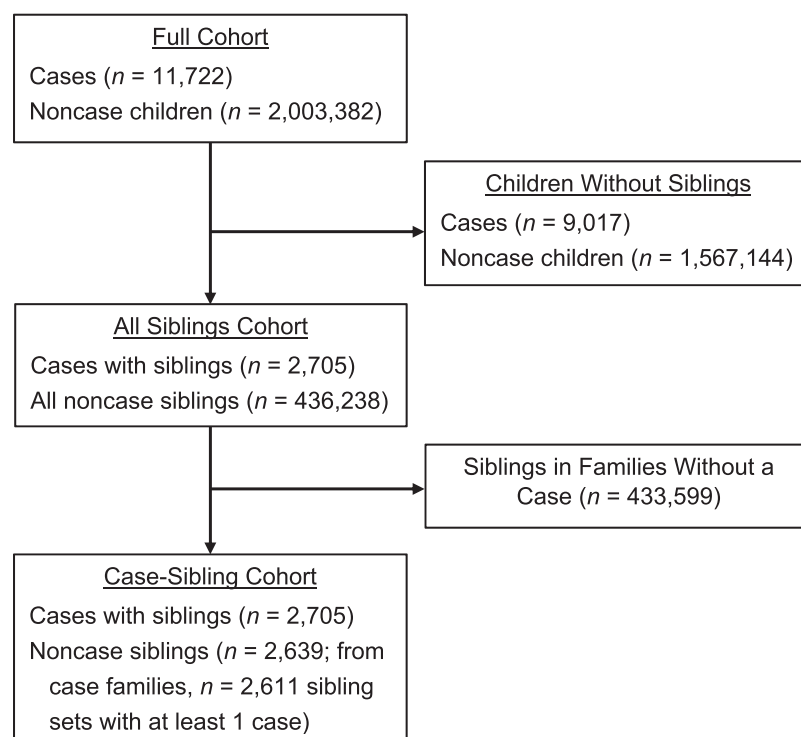 Full Cohort
Cases (n = 11,722)
Noncase children (n = 2,003,382)
Children Without Siblings
Cases (n = 9,017)
Noncase children (n = 1,567,144)
All Siblings Cohort
Cases with siblings (n = 2,705)
All noncase siblings (n = 436,238)
Siblings in Families Without a
Case (n = 433,599)
Case-Sibling Cohort
Cases with siblings (n = 2,705)
Noncase siblings (n = 2,639; from
case families, n = 2,611 sibling
sets with at least 1 case)